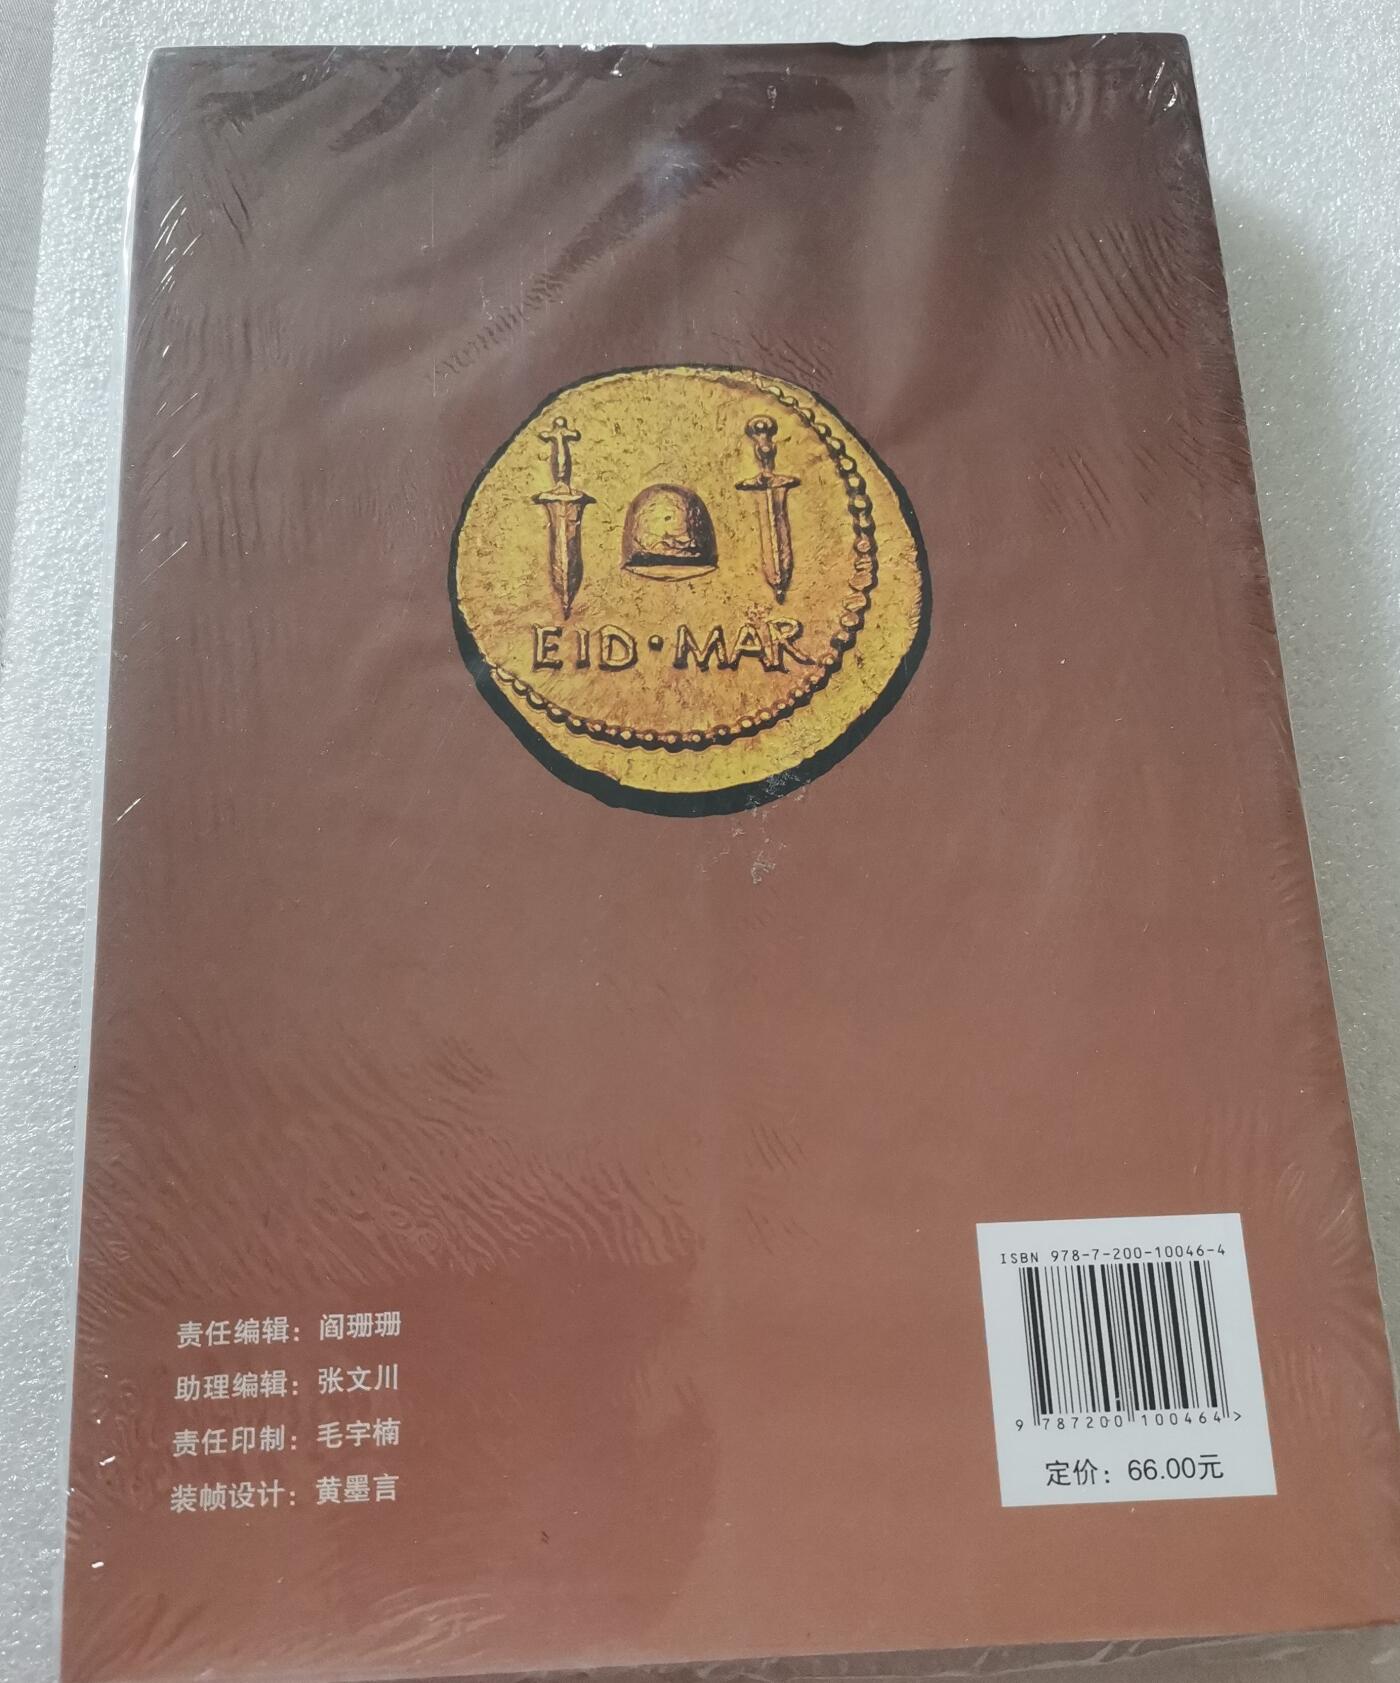 EID·MAR
责任编辑：阎珊珊
助理编辑：张文川
责任印制：毛宇楠
装帧设计：黄墨言
ISBN 978-7-200-10046-4
9 787200 100464>
定价：66.00元